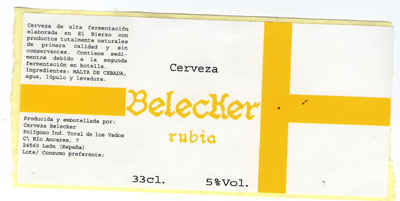 Cerveza de alta fermentación
elaborada en El Bierzo con
productos totalmente naturales
de primera calidad y sin
conservantes. Contiene sedi-
mentos debido a la segunda
fermentación en botella.
Ingredientes: MALTA DE CEBADA,
agua, lúpulo y levadura.
Cerveza
Belecker
rubia
Producida y embotellada por:
Cerveza Belecker
Polígono Ind. Toral de los Vados
C\ Río Ancares, 7
24560 León (España)
Lote/ Consumo preferente:
33cl. 5%Vol.